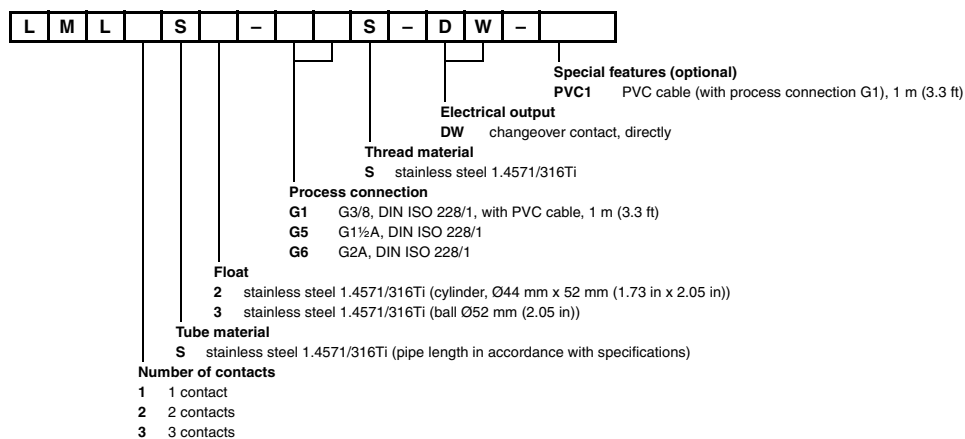 L M L S – S – D W –
Special features (optional)
PVC1 PVC cable (with process connection G1), 1 m (3.3 ft)
Electrical output
DW changeover contact, directly
Thread material
S stainless steel 1.4571/316Ti
Process connection
G1 G3/8, DIN ISO 228/1, with PVC cable, 1 m (3.3 ft)
G5 G1½A, DIN ISO 228/1
G6 G2A, DIN ISO 228/1
Float
2 stainless steel 1.4571/316Ti (cylinder, Ø44 mm x 52 mm (1.73 in x 2.05 in))
3 stainless steel 1.4571/316Ti (ball Ø52 mm (2.05 in))
Tube material
S stainless steel 1.4571/316Ti (pipe length in accordance with specifications)
Number of contacts
1 1 contact
2 2 contacts
3 3 contacts